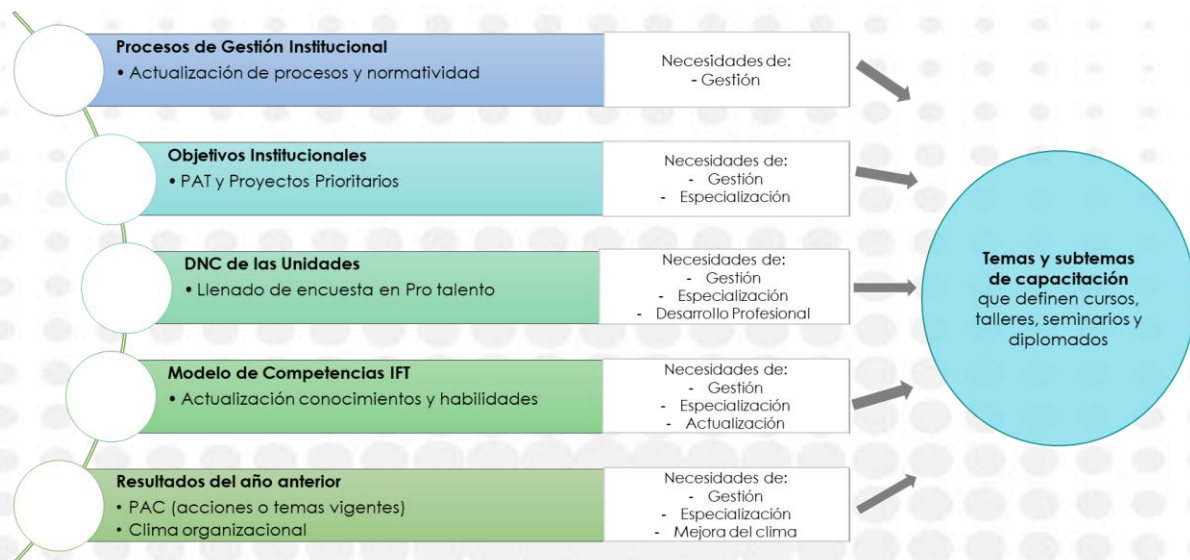 Procesos de Gestión Institucional
• Actualización de procesos y normatividad
Necesidades de:
- Gestión
Objetivos Institucionales
• PAT y Proyectos Prioritarios
Necesidades de:
- Gestión
- Especialización
DNC de las Unidades
• Llenado de encuesta en Pro talento
Necesidades de:
- Gestión
- Especialización
- Desarrollo Profesional
Modelo de Competencias IFT
• Actualización conocimientos y habilidades
Necesidades de:
- Gestión
- Especialización
- Actualización
Resultados del año anterior
• PAC (acciones o temas vigentes)
• Clima organizacional
Necesidades de:
- Gestión
- Especialización
- Mejora del clima
Temas y subtemas
de capacitación
que definen cursos,
talleres, seminarios y
diplomados